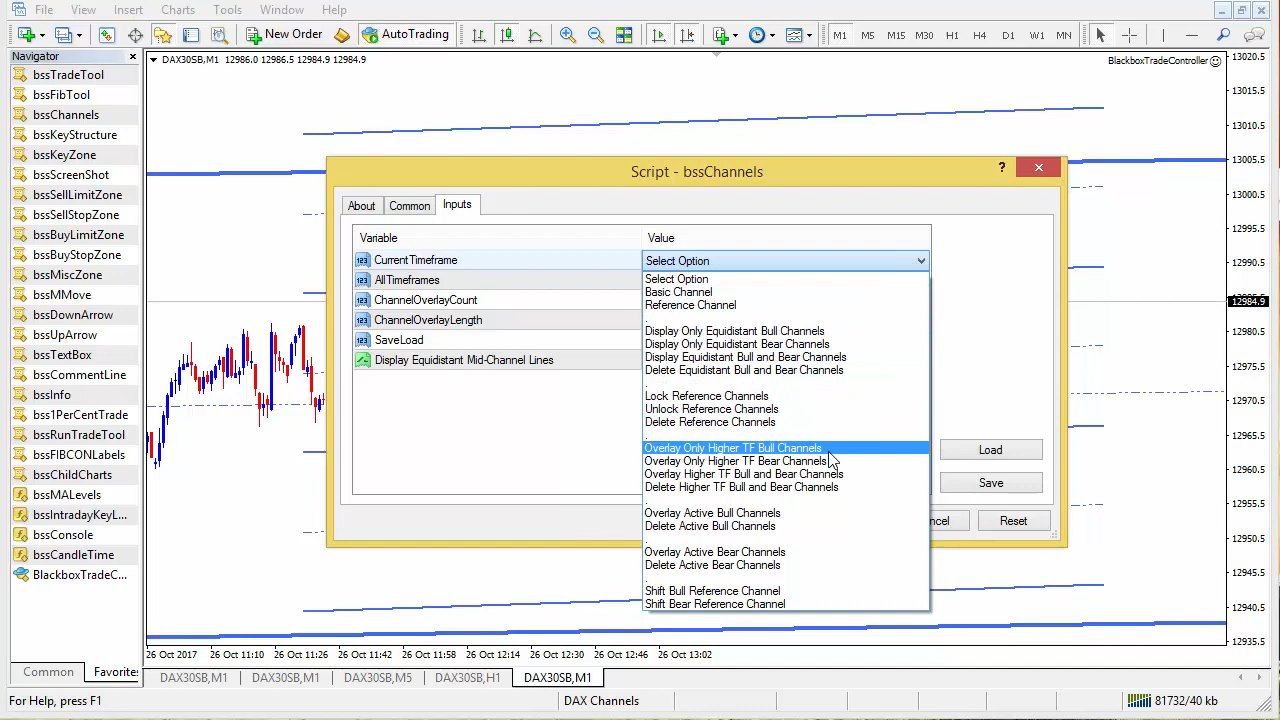 File View Insert Charts Tools Window Help
New Order AutoTrading M1 M5 M15 M30 H1 H4 D1 W1 MN
Navigator
bssTradeTool
bssFibTool
bssChannels
bssKeyStructure
bssKeyZone
bssScreenShot
bssSellLimitZone
bssSellStopZone
bssBuyLimitZone
bssBuyStopZone
bssMiscZone
bssMMove
bssDownArrow
bssUpArrow
bssTextBox
bssCommentLine
bssInfo
bss1PerCentTrade
bssRunTradeTool
bssFIBCONLabels
bssChildCharts
bssMALevels
bssIntradayKeyL...
bssConsole
bssCandleTime
BlackboxTradeC...
Common Favorites
DAX30SB,M1 12986.0 12986.5 12984.9 12984.9
BlackboxTradeController
13020.5
13015.5
13010.5
13005.5
13000.5
12995.5
12990.5
12984.9
12980.5
12975.5
12970.5
12965.5
12960.5
12955.5
12950.5
12945.5
12940.5
12935.5
Script - bssChannels
?
About Common Inputs
Variable Value
CurrentTimeframe Select Option
AllTimeframes
ChannelOverlayCount
ChannelOverlayLength
SaveLoad
Display Equidistant Mid-Channel Lines
Select Option
Basic Channel
Reference Channel
.
Display Only Equidistant Bull Channels
Display Only Equidistant Bear Channels
Display Equidistant Bull and Bear Channels
Delete Equidistant Bull and Bear Channels
.
Lock Reference Channels
Unlock Reference Channels
Delete Reference Channels
.
Overlay Only Higher TF Bull Channels
Overlay Only Higher TF Bear Channels
Overlay Higher TF Bull and Bear Channels
Delete Higher TF Bull and Bear Channels
.
Overlay Active Bull Channels
Delete Active Bull Channels
.
Overlay Active Bear Channels
Delete Active Bear Channels
.
Shift Bull Reference Channel
Shift Bear Reference Channel
Load
Save
ncel Reset
26 Oct 2017 26 Oct 11:10 26 Oct 11:26 26 Oct 11:42 26 Oct 11:58 26 Oct 12:14 26 Oct 12:30 26 Oct 12:46 26 Oct 13:02
DAX30SB,M1 DAX30SB,M1 DAX30SB,M5 DAX30SB,H1 DAX30SB,M1
For Help, press F1 DAX Channels 81732/40 kb